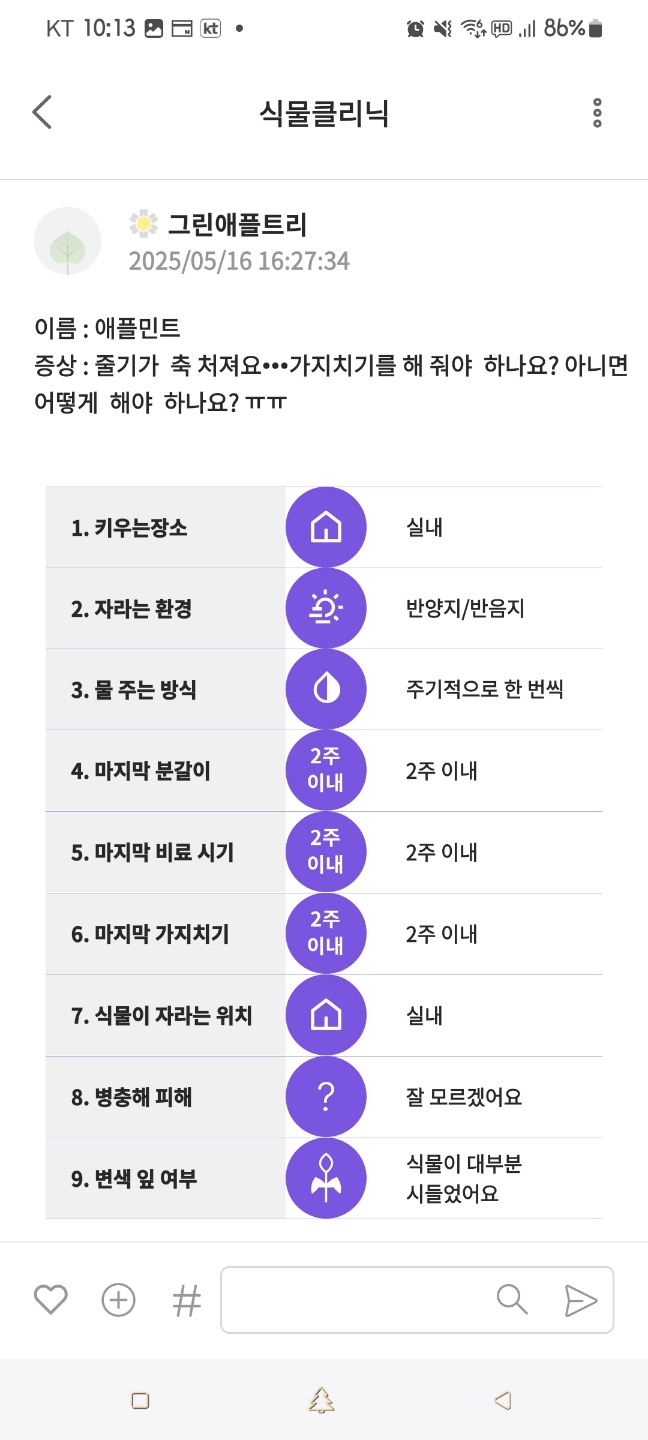 KT 10:13 kt HD 86%
식물클리닉
그린애플트리
2025/05/16 16:27:34
이름 : 애플민트
증상 : 줄기가 축 처져요•••가지치기를 해 줘야 하나요? 아니면
어떻게 해야 하나요? ㅠㅠ
1. 키우는장소 실내
2. 자라는 환경 반양지/반음지
3. 물 주는 방식 주기적으로 한 번씩
4. 마지막 분갈이 2주 이내 2주 이내
5. 마지막 비료 시기 2주 이내 2주 이내
6. 마지막 가지치기 2주 이내 2주 이내
7. 식물이 자라는 위치 실내
8. 병충해 피해 ? 잘 모르겠어요
9. 변색 잎 여부 식물이 대부분
시들었어요
#